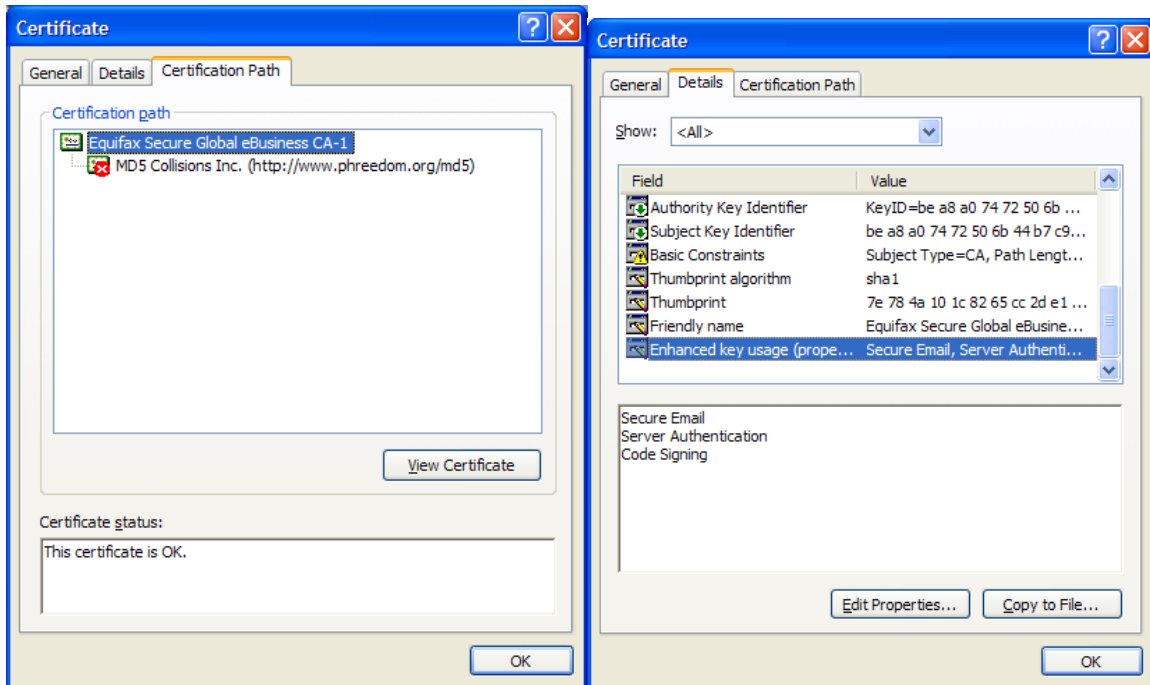 Certificate
General Details Certification Path
Certification path
Equifax Secure Global eBusiness CA-1
MD5 Collisions Inc. (http://www.phreedom.org/md5)
View Certificate
Certificate status:
This certificate is OK.
OK
Certificate
General Details Certification Path
Show: <All>
Field Value
Authority Key Identifier KeyID=be a8 a0 74 72 50 6b ...
Subject Key Identifier be a8 a0 74 72 50 6b 44 b7 c9...
Basic Constraints Subject Type=CA, Path Lengt...
Thumbprint algorithm sha1
Thumbprint 7e 78 4a 10 1c 82 65 cc 2d e1 ...
Friendly name Equifax Secure Global eBusine...
Enhanced key usage (prope... Secure Email, Server Authenti...
Secure Email
Server Authentication
Code Signing
Edit Properties... Copy to File...
OK